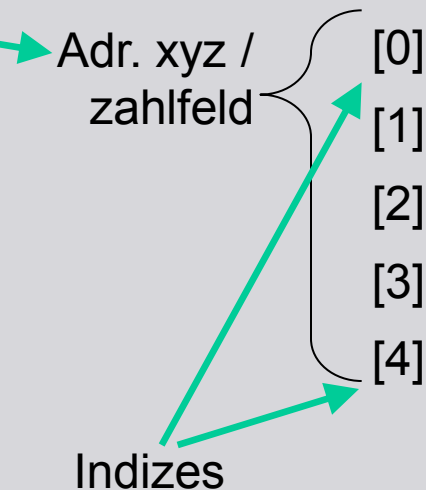 Adr. xyz /
zahlfeld
[0]
[1]
[2]
[3]
[4]
Indizes